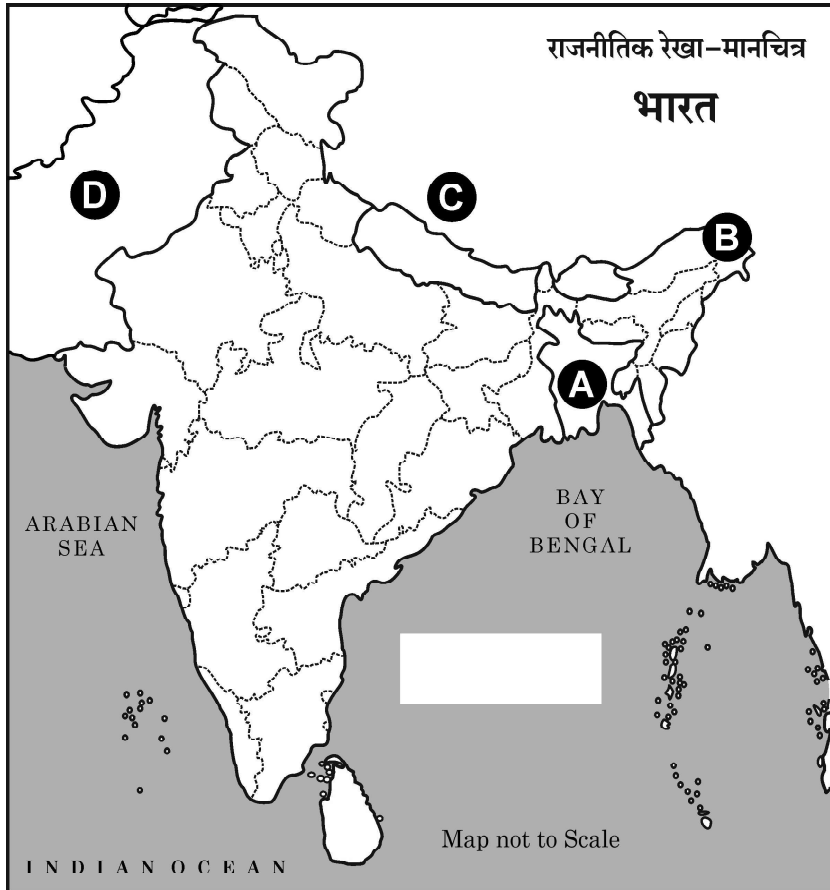 राजनीतिक रेखा-मानचित्र
भारत
D
C
B
A
ARABIAN
SEA
BAY
OF
BENGAL
Map not to Scale
INDIAN OCEAN